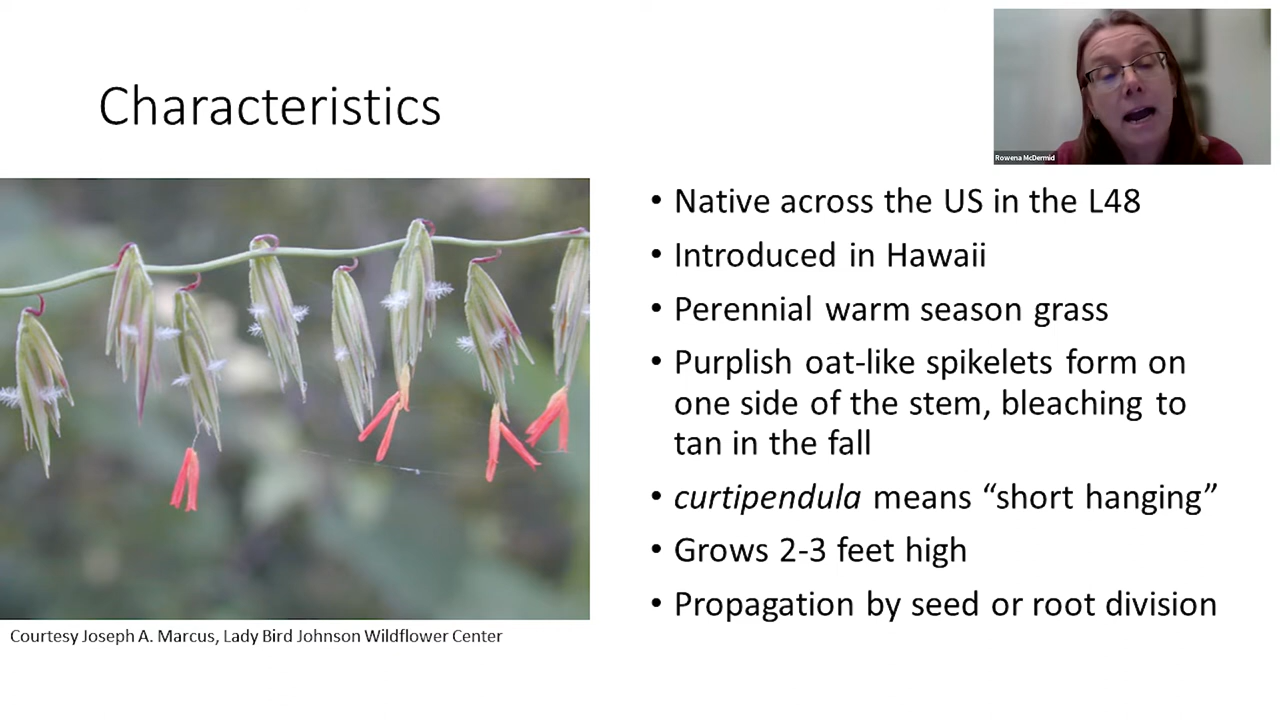 Characteristics
Rowena McDermid
• Native across the US in the L48
• Introduced in Hawaii
• Perennial warm season grass
• Purplish oat-like spikelets form on
one side of the stem, bleaching to
tan in the fall
• curtipendula means “short hanging”
• Grows 2-3 feet high
• Propagation by seed or root division
Courtesy Joseph A. Marcus, Lady Bird Johnson Wildflower Center